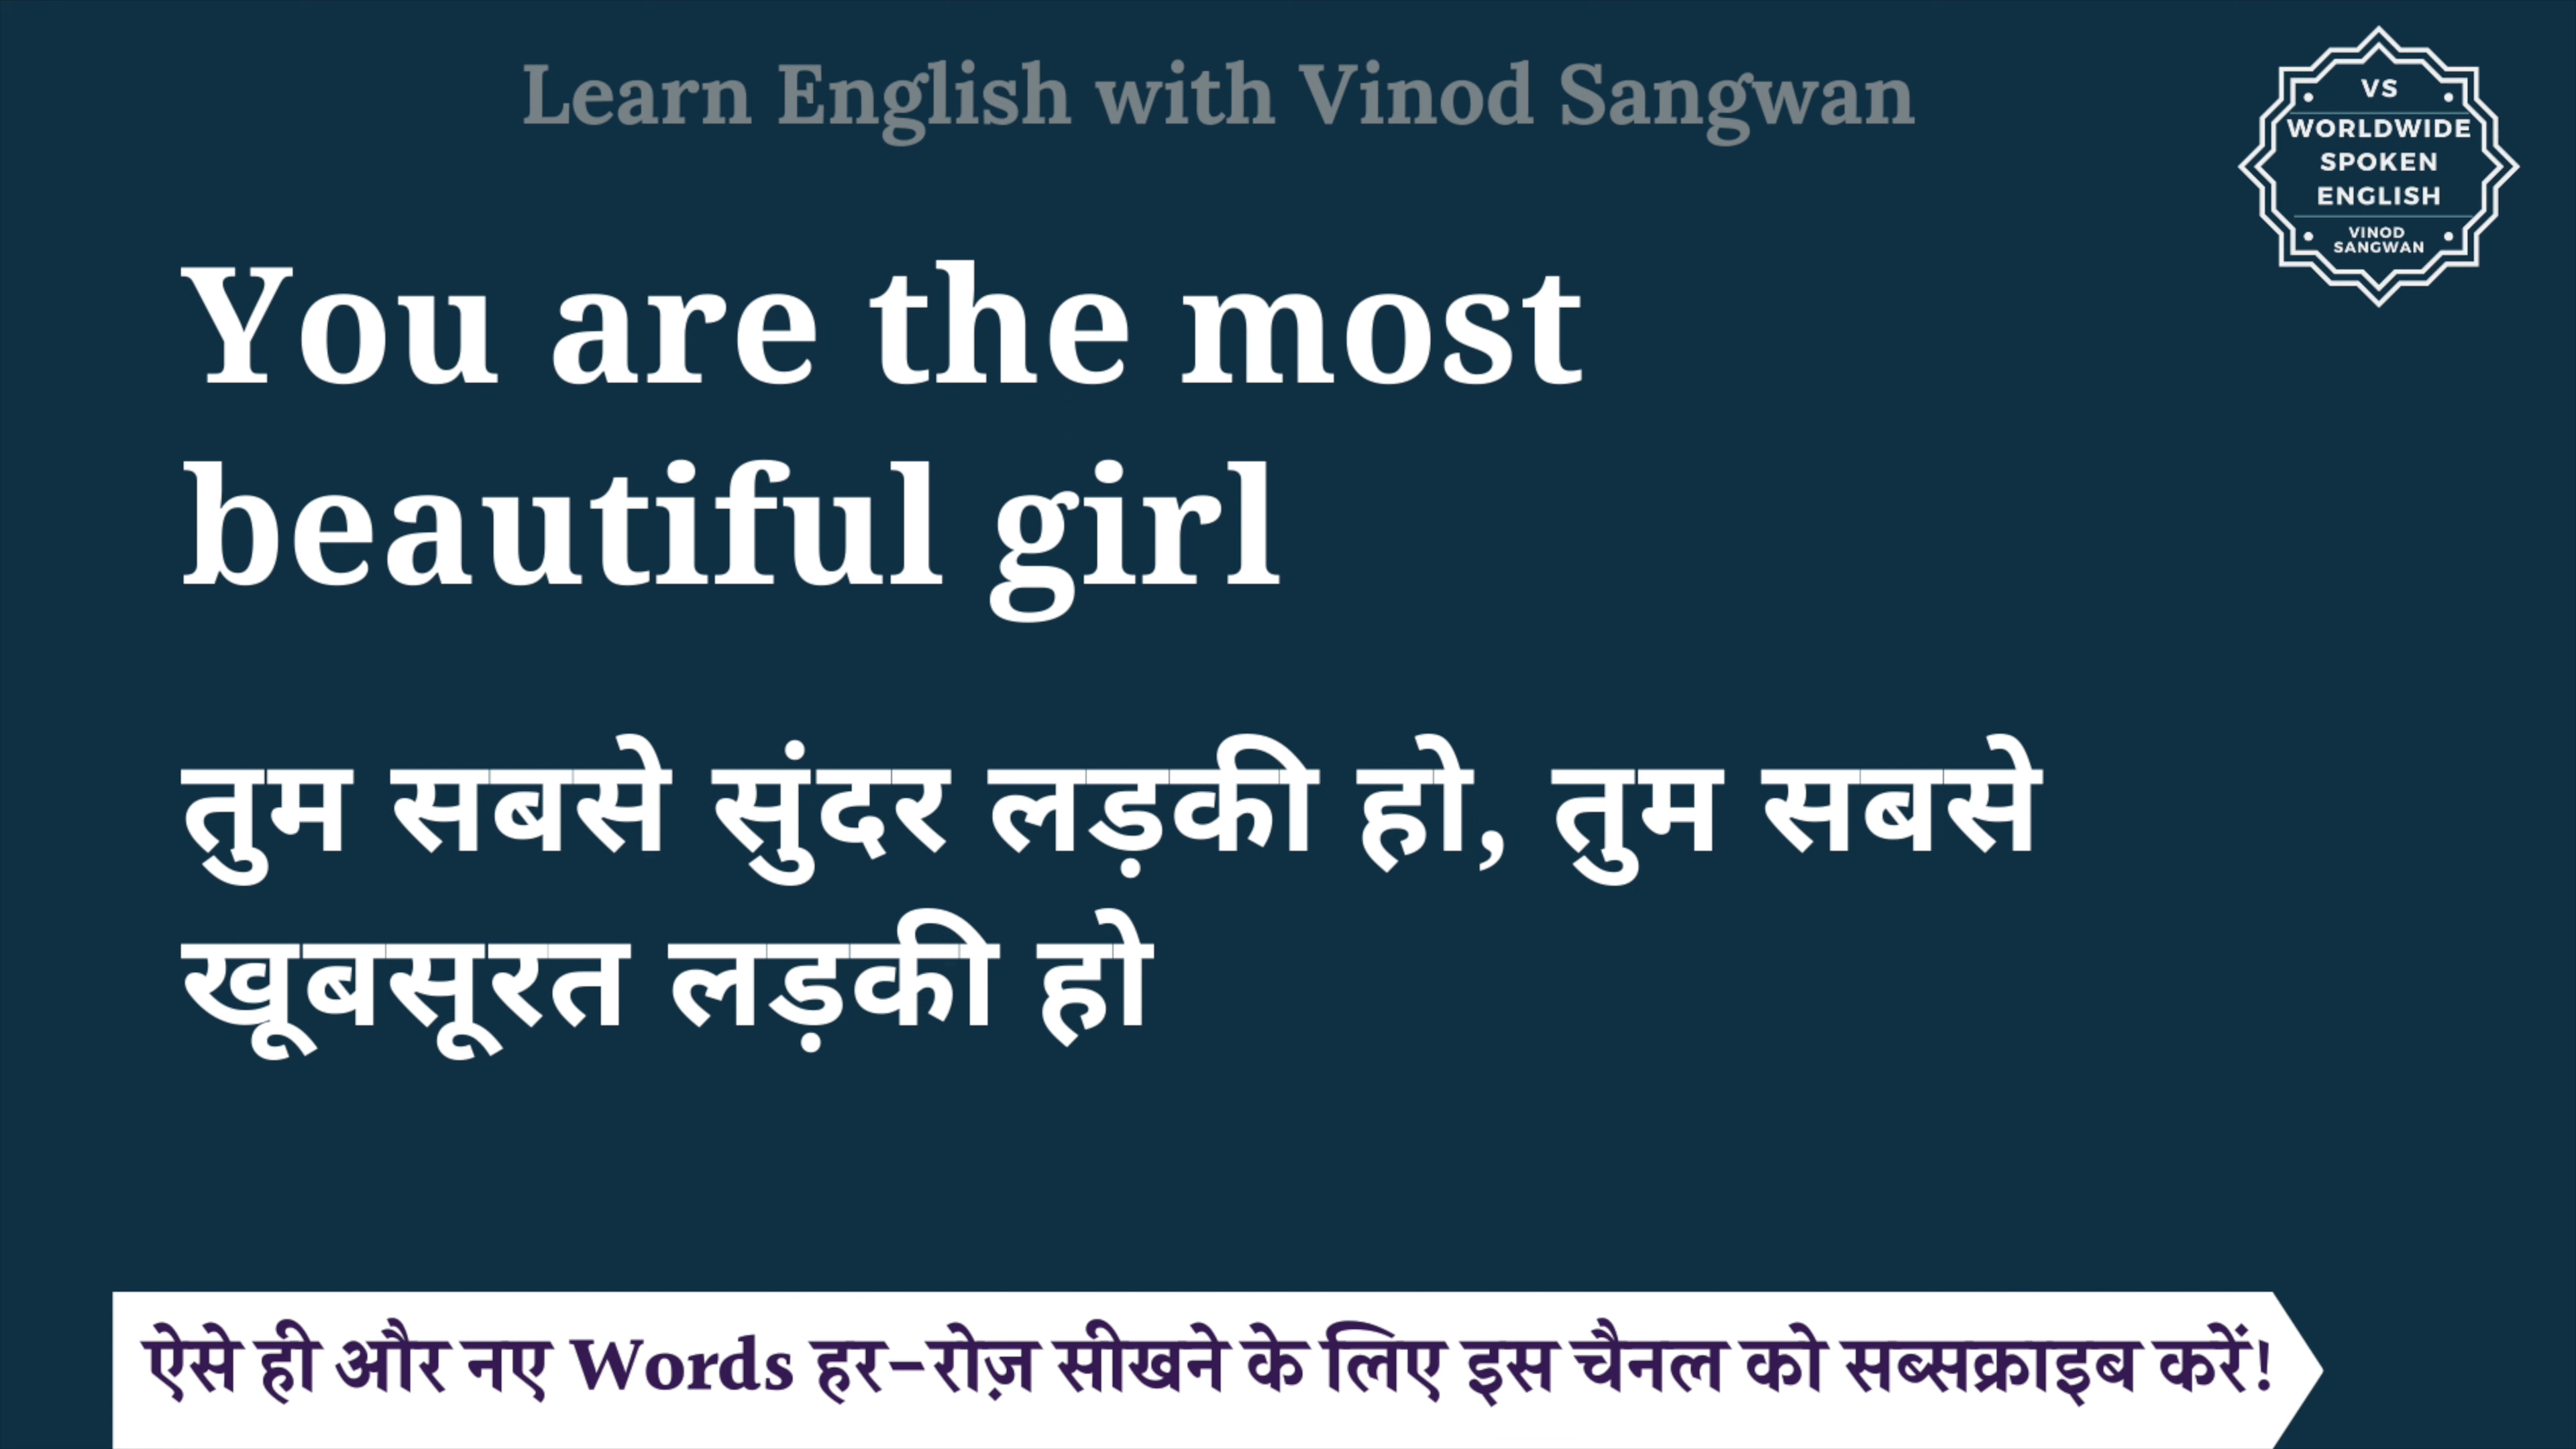 Learn English with Vinod Sangwan
VS
WORLDWIDE
SPOKEN
ENGLISH
VINOD
SANGWAN
You are the most
beautiful girl
तुम सबसे सुंदर लड़की हो, तुम सबसे
खूबसूरत लड़की हो
ऐसे ही और नए Words हर-रोज़ सीखने के लिए इस चैनल को सब्सक्राइब करें!